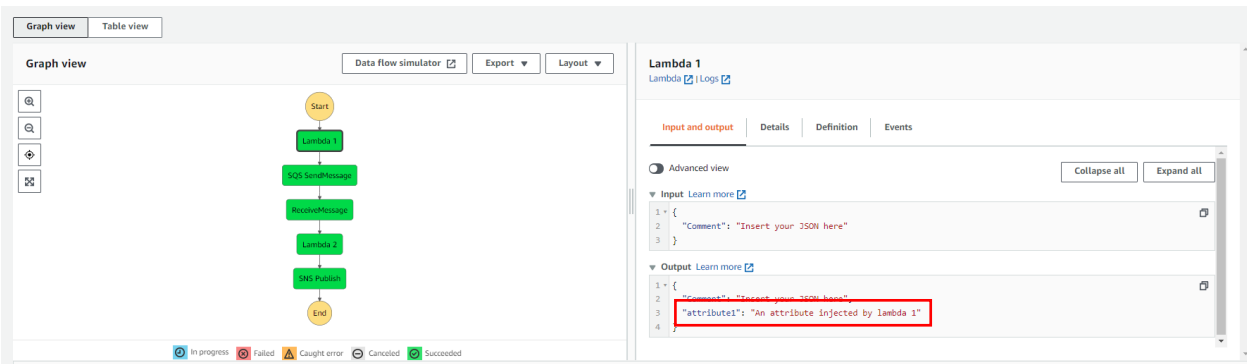 Graph view Table view
Graph view Data flow simulator Export Layout
Start
Lambda 1
SQS SendMessage
ReceiveMessage
Lambda 2
SNS Publish
End
In progress Failed Caught error Canceled Succeeded
Lambda 1
Lambda | Logs
Input and output Details Definition Events
Advanced view Collapse all Expand all
Input Learn more
1 {
2 "Comment": "Insert your JSON here"
3 }
Output Learn more
1 {
2 "Comment": "Insert your JSON here",
3 "attribute1": "An attribute injected by lambda 1"
4 }